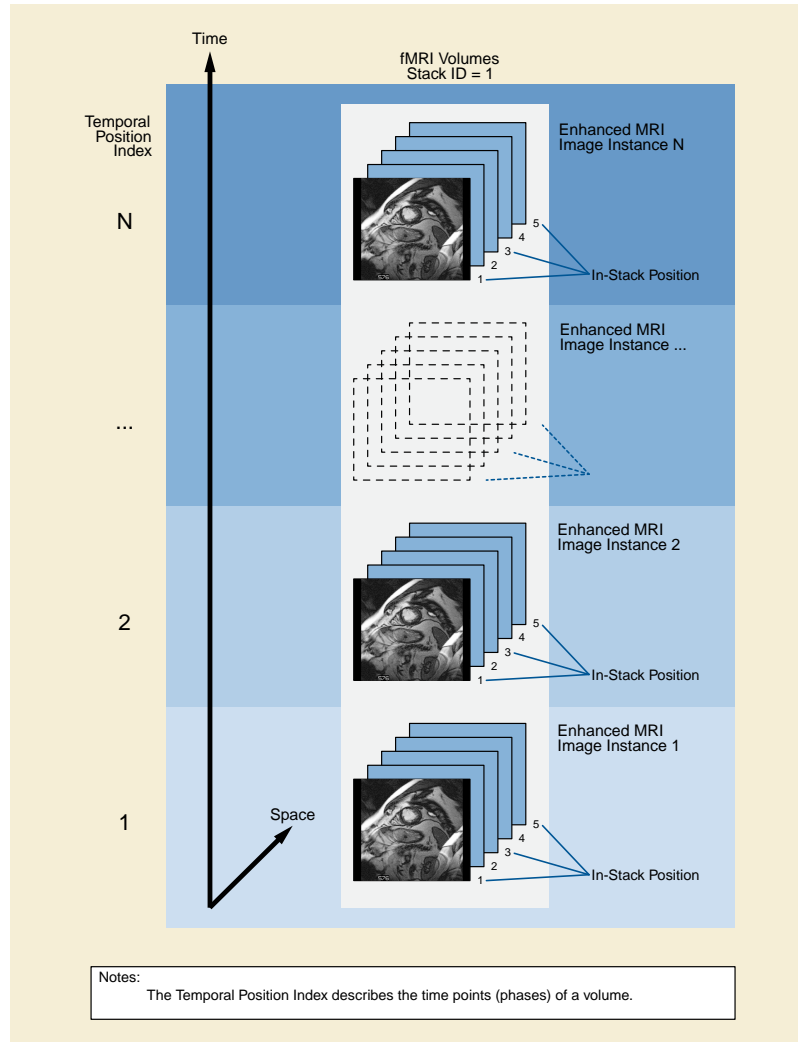 Time
fMRI Volumes
Stack ID = 1
Temporal
Position
Index
Enhanced MRI
Image Instance N
N
5
4
3
2
1
In-Stack Position
576
Enhanced MRI
Image Instance ...
...
Enhanced MRI
Image Instance 2
2
5
4
3
2
1
In-Stack Position
576
Enhanced MRI
Image Instance 1
1
Space
5
4
3
2
1
In-Stack Position
576
Notes:
The Temporal Position Index describes the time points (phases) of a volume.